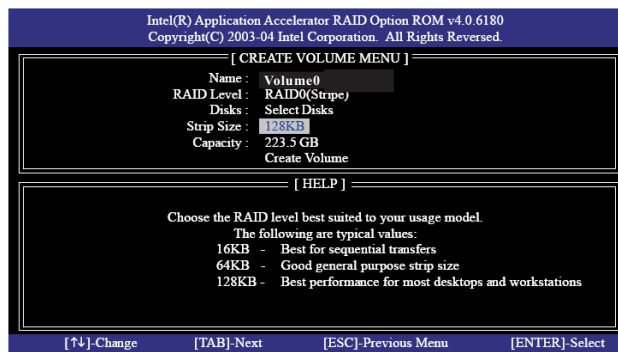 Intel(R) Application Accelerator RAID Option ROM v4.0.6180
Copyright(C) 2003-04 Intel Corporation. All Rights Reversed.
[ CREATE VOLUME MENU ]
Name : Volume0
RAID Level : RAID0(Stripe)
Disks : Select Disks
Strip Size : 128KB
Capacity : 223.5 GB
Create Volume
[ HELP ]
Choose the RAID level best suited to your usage model.
The following are typical values:
16KB - Best for sequential transfers
64KB - Good general purpose strip size
128KB - Best performance for most desktops and workstations
[↑↓]-Change [TAB]-Next [ESC]-Previous Menu [ENTER]-Select